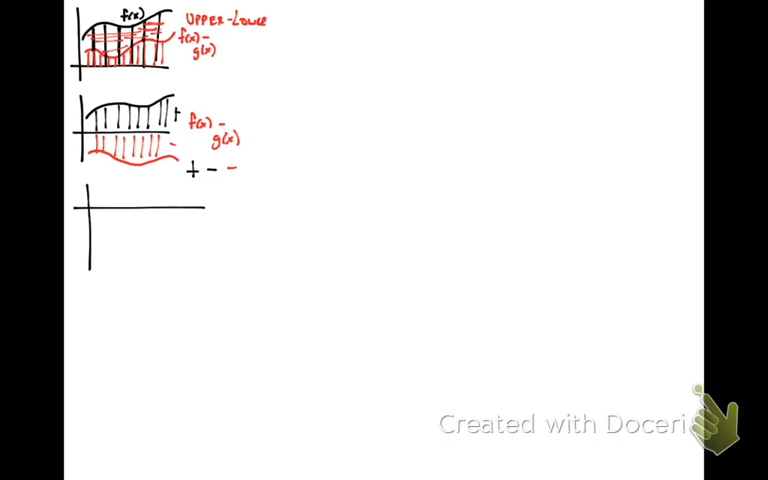 f(x)
UPPER-LOWER
f(x) -
g(x)
+
f(x) -
-
g(x)
+ - -
Created with Doceri